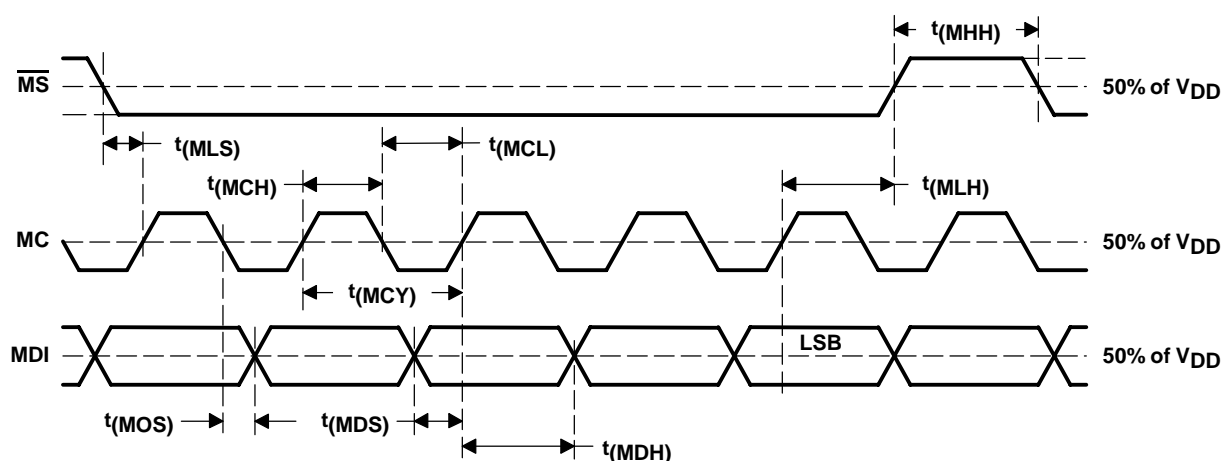 t(MHH)
MS
50% of VDD
t(MLS)
t(MCL)
t(MCH)
t(MLH)
MC
50% of VDD
t(MCY)
MDI
LSB
50% of VDD
t(MOS)
t(MDS)
t(MDH)